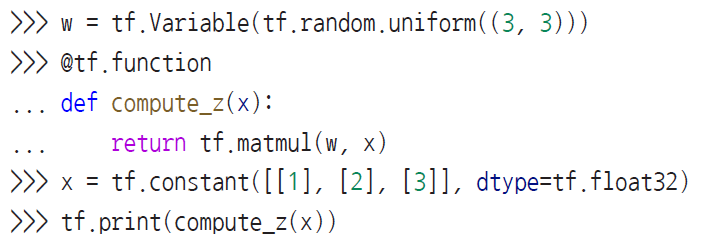 >>> w = tf.Variable(tf.random.uniform((3, 3)))
>>> @tf.function
... def compute_z(x):
...     return tf.matmul(w, x)
>>> x = tf.constant([[1], [2], [3]], dtype=tf.float32)
>>> tf.print(compute_z(x))